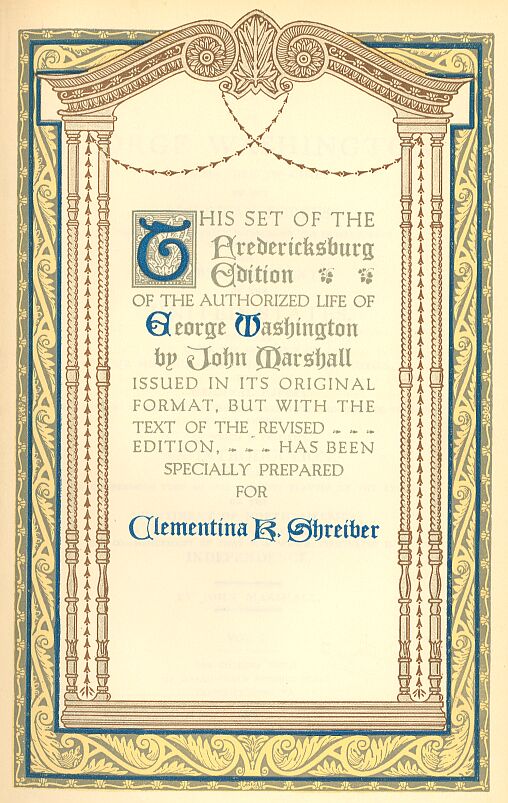 THIS SET OF THE
Fredericksburg
Edition
OF THE AUTHORIZED LIFE OF
George Washington
by John Marshall
ISSUED IN ITS ORIGINAL
FORMAT, BUT WITH THE
TEXT OF THE REVISED
EDITION, HAS BEEN
SPECIALLY PREPARED
FOR
Clementina K. Shreiber